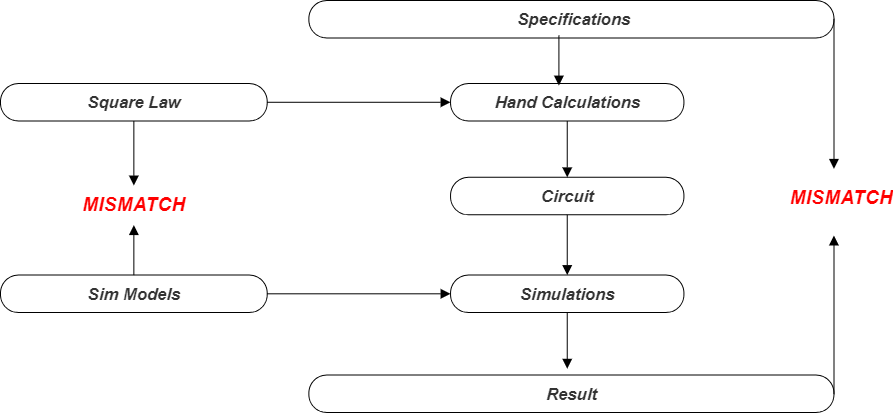 Specifications
Square Law
Hand Calculations
MISMATCH
Circuit
MISMATCH
Sim Models
Simulations
Result